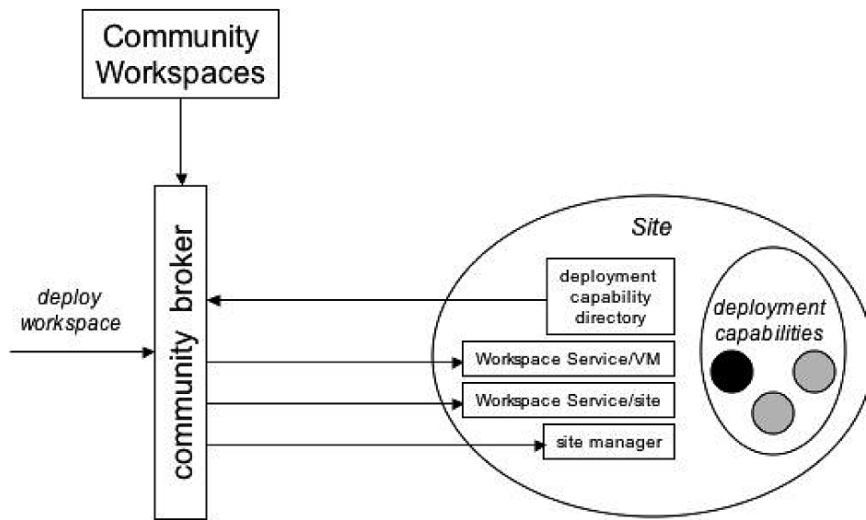 Community
Workspaces
community broker
deploy
workspace
Site
deployment
capability
directory
Workspace Service/VM
Workspace Service/site
site manager
deployment
capabilities